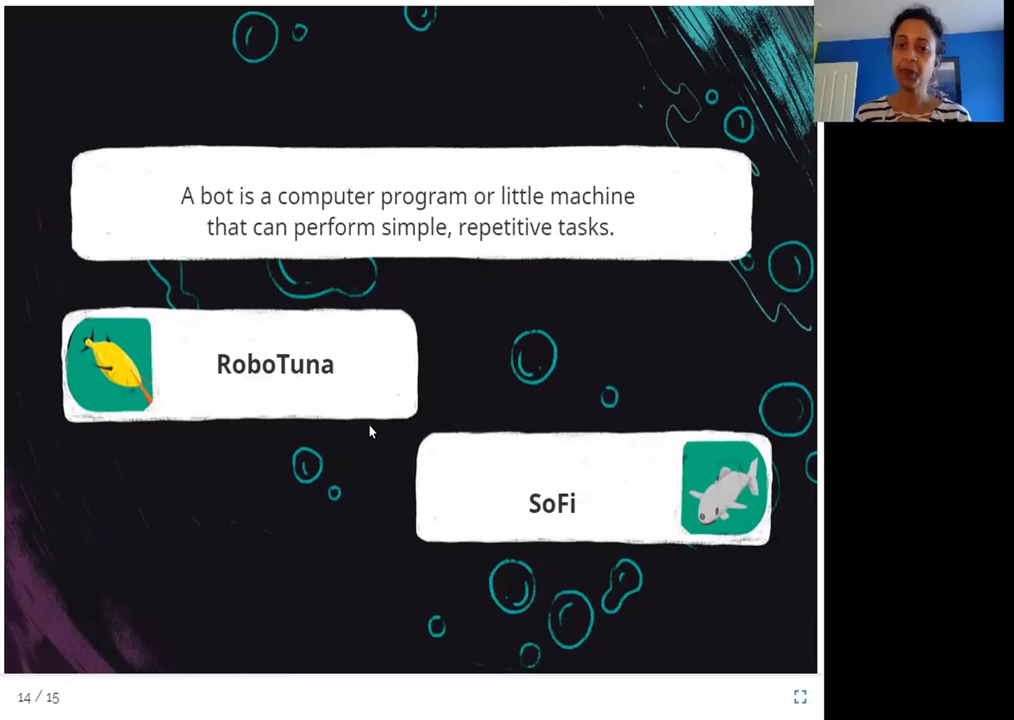 A bot is a computer program or little machine
that can perform simple, repetitive tasks.
RoboTuna
SoFi
14 / 15